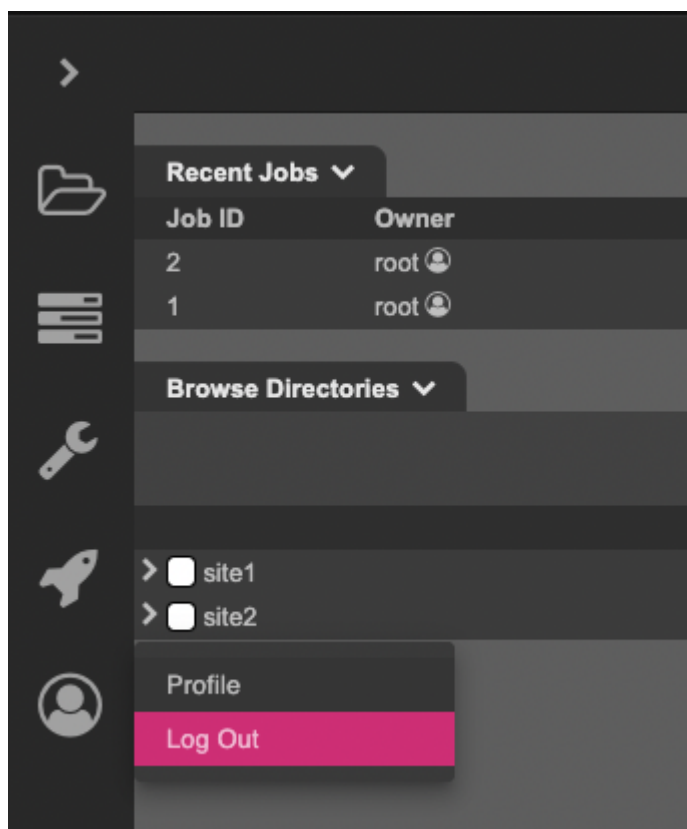 Recent Jobs
Job ID Owner
2 root
1 root
Browse Directories
site1
site2
Profile
Log Out